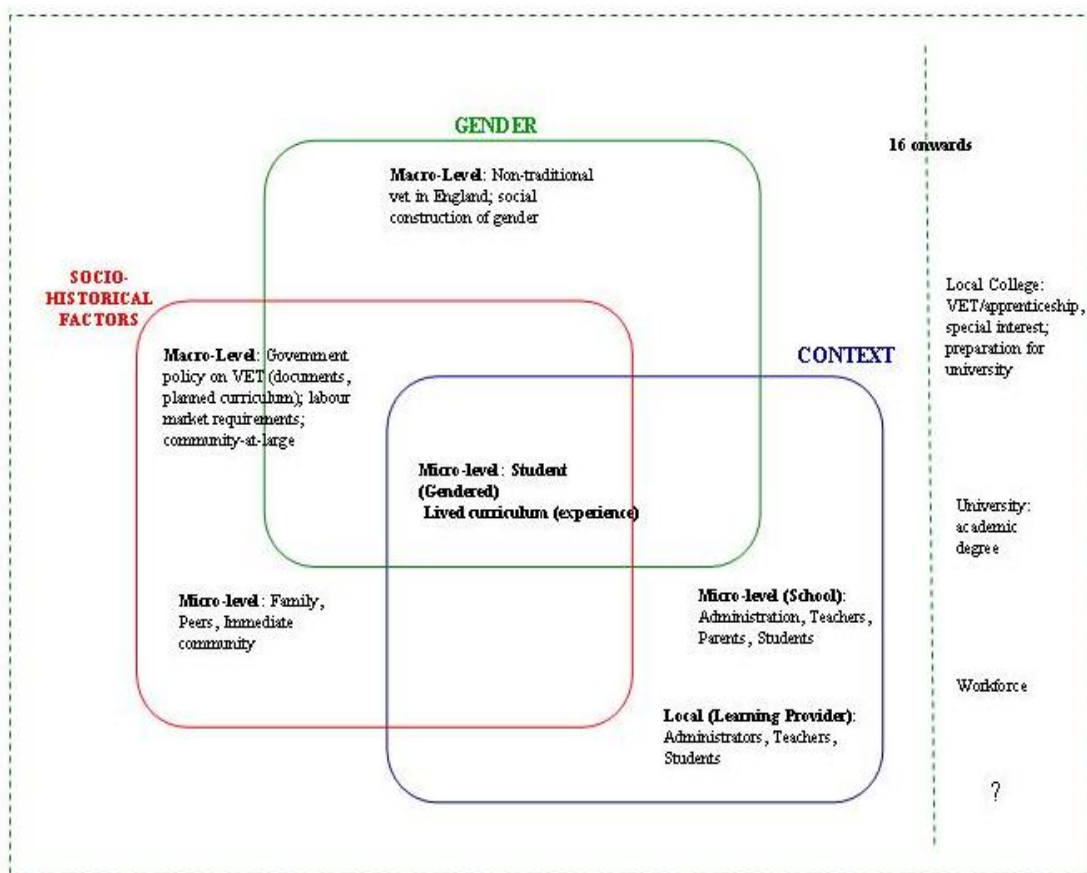 GENDER
16 onwards
Macro-Level: Non-traditional
vet in England; social
construction of gender
SOCIO-
HISTORICAL
FACTORS
Local College:
VET/apprenticeship,
special interest;
preparation for
university
Macro-Level: Government
policy on VET (documents,
planned curriculum); labour
market requirements;
community-at-large
CONTEXT
Micro-level: Student
(Gendered)
Lived curriculum (experience)
University:
academic
degree
Micro-level: Family,
Peers, Immediate
community
Micro-level (School):
Administration, Teachers,
Parents, Students
Workforce
Local (Learning Provider):
Administrators, Teachers,
Students
?